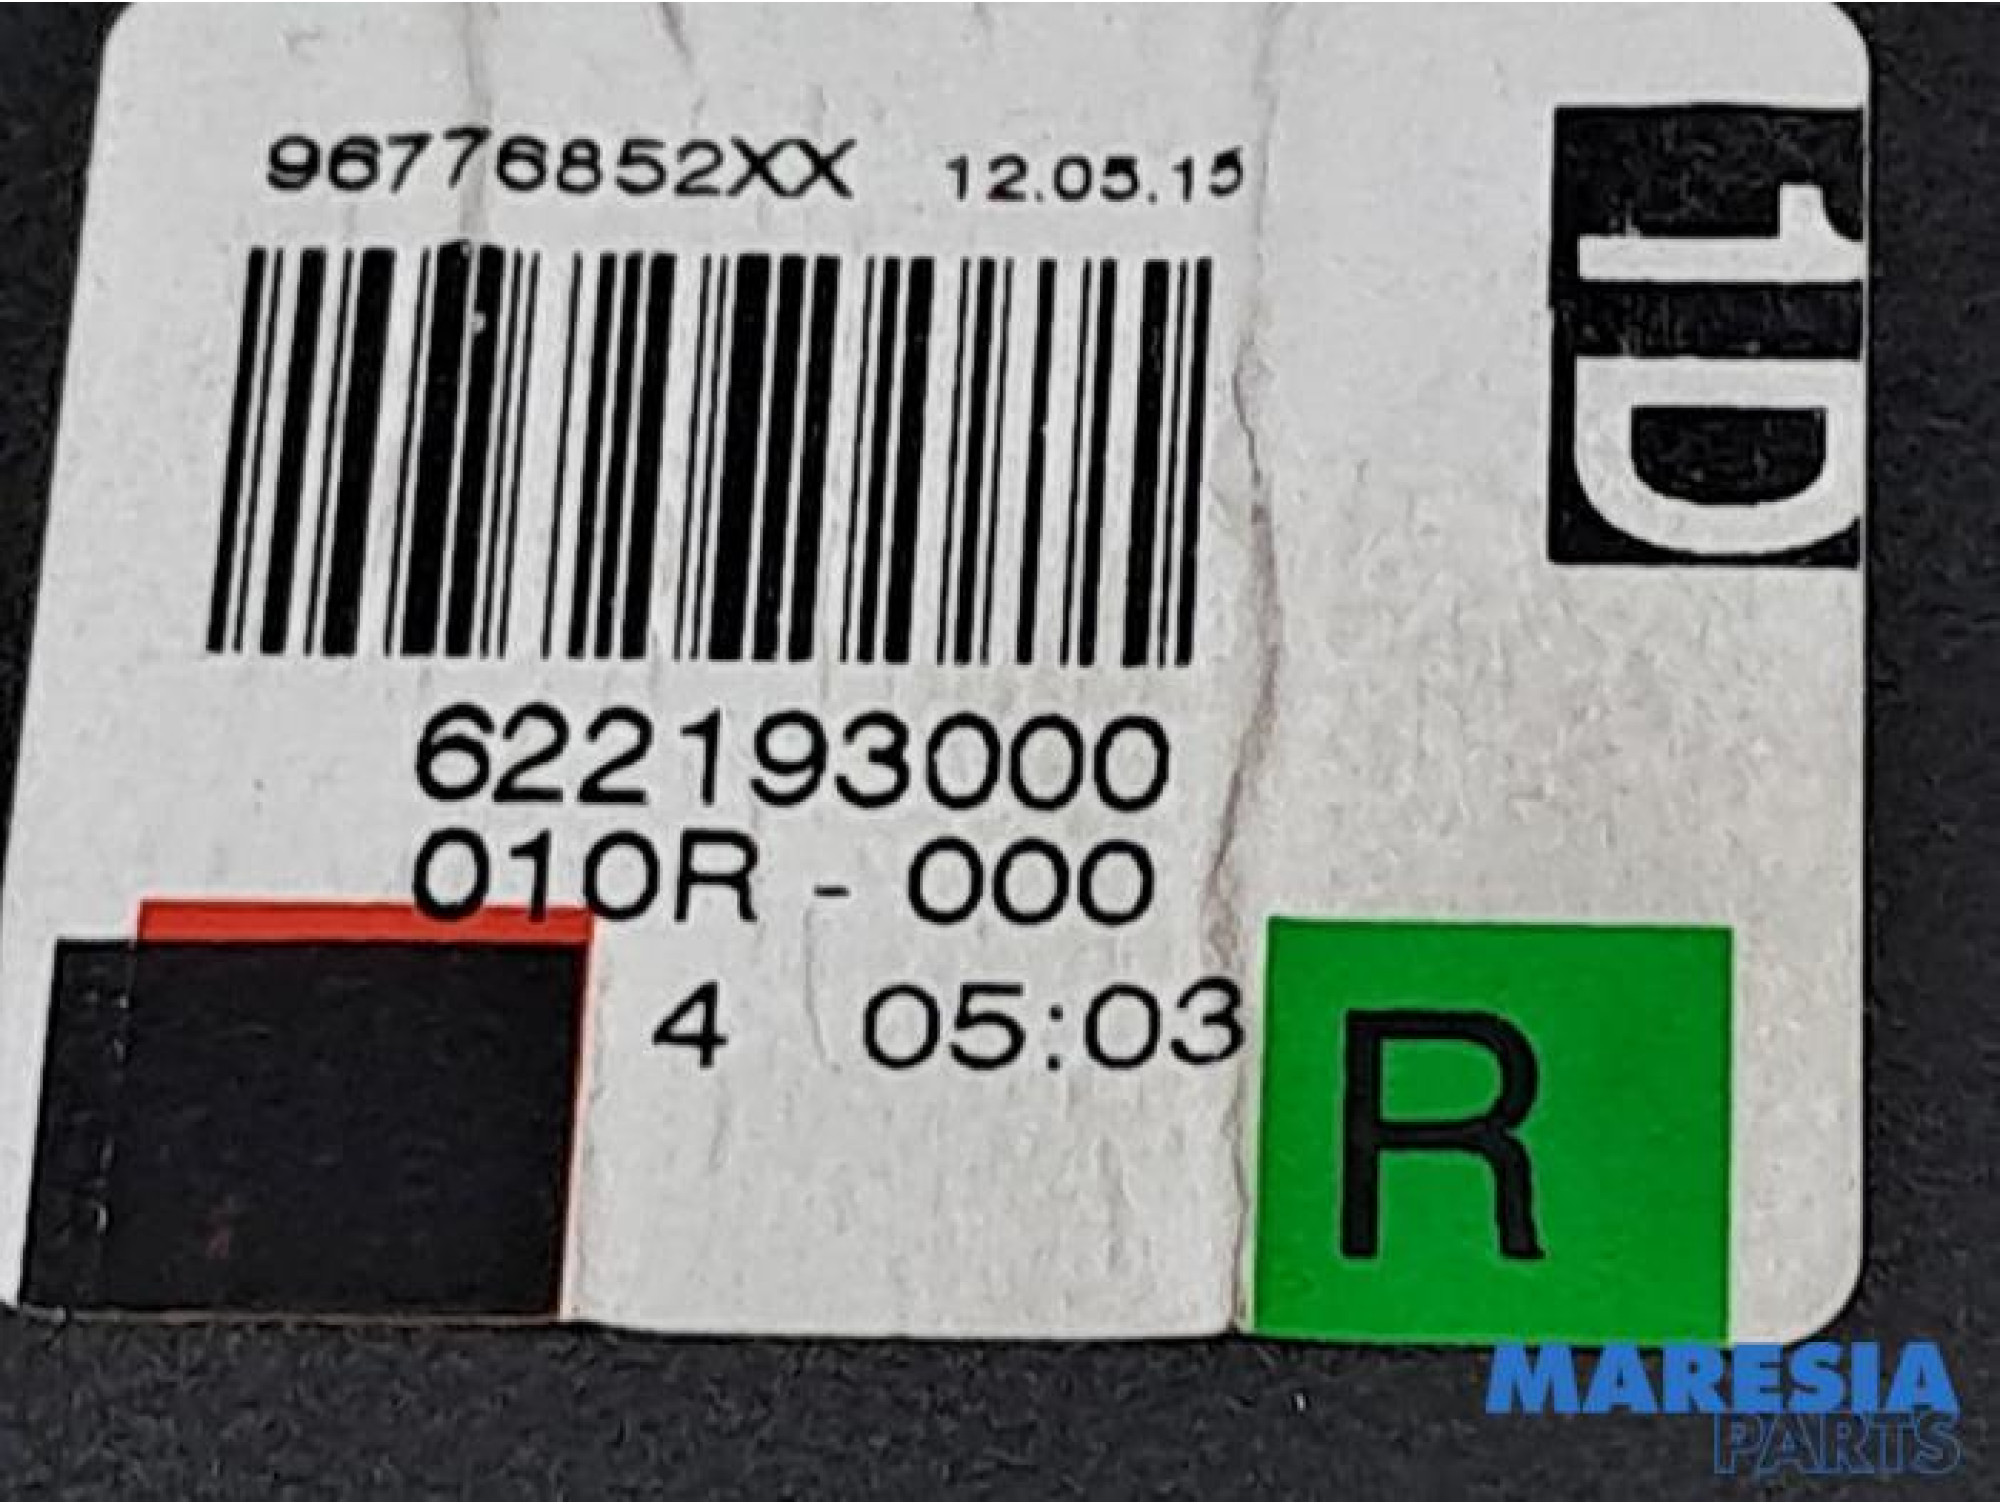 96776852XX 12.05.15
1D
622193000
010R - 000
4 05:03
R
MARESIA
PARTS